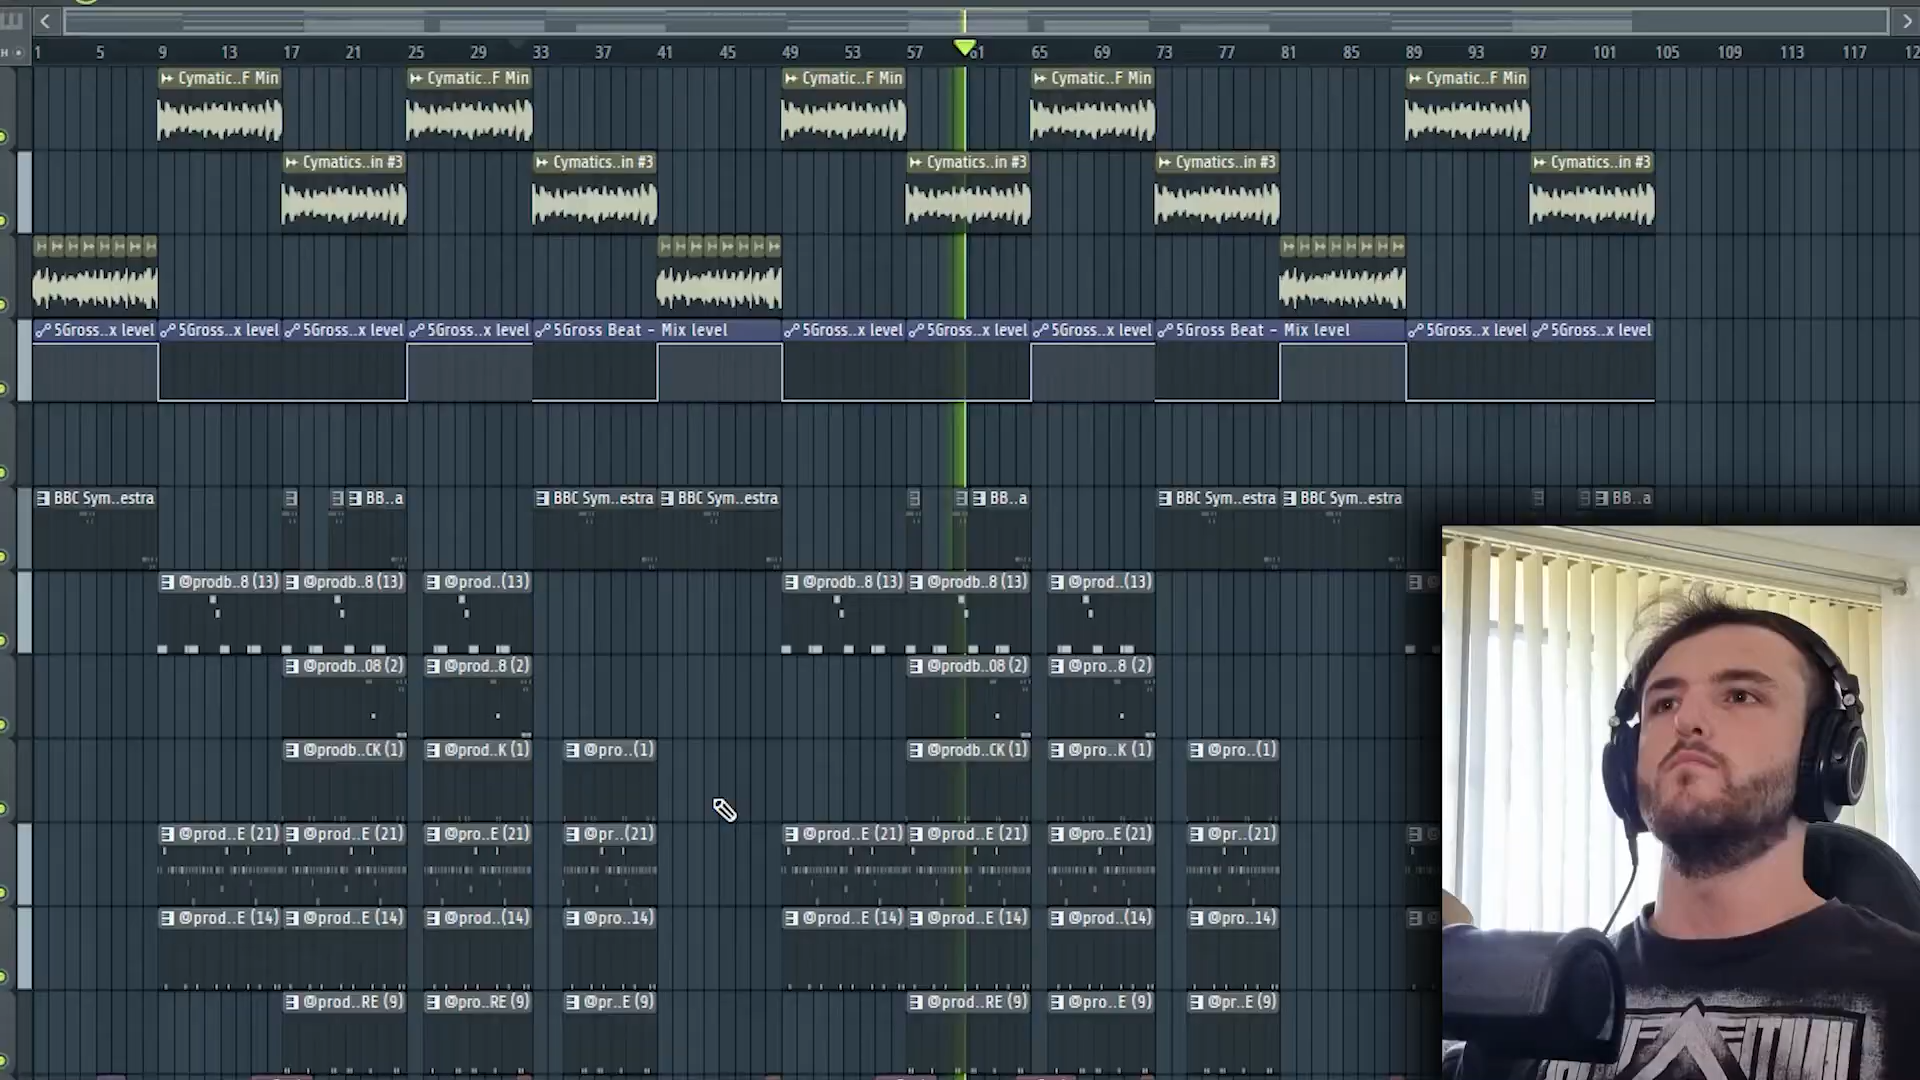 H 1 5 9 13 17 21 25 29 33 37 41 45 49 53 57 61 65 69 73 77 81 85 89 93 97 101 105 109 113 117 12
Cymatic..F Min Cymatic..F Min Cymatic..F Min Cymatic..F Min Cymatic..F Min
Cymatics..in #3 Cymatics..in #3 Cymatics..in #3 Cymatics..in #3 Cymatics..in #3
5Gross..x level 5Gross..x level 5Gross..x level 5Gross..x level 5Gross Beat - Mix level 5Gross..x level 5Gross..x level 5Gross..x level 5Gross Beat - Mix level 5Gross..x level 5Gross..x level
BBC Sym..estra BB..a BBC Sym..estra BBC Sym..estra BB..a BBC Sym..estra BBC Sym..estra BB..a
@prodb..8 (13) @prodb..8 (13) @prod..(13) @prodb..8 (13) @prodb..8 (13) @prod..(13)
@prodb..08 (2) @prod..8 (2) @prodb..08 (2) @pro..8 (2)
@prodb..CK (1) @prod..K (1) @pro..(1) @prodb..CK (1) @pro..K (1) @pro..(1)
@prod..E (21) @prod..E (21) @pro..E (21) @pr..(21) @prod..E (21) @prod..E (21) @pro..E (21) @pr..(21)
@prod..E (14) @prod..E (14) @prod..(14) @pro..14) @prod..E (14) @prod..E (14) @prod..(14) @pro..14)
@prod..RE (9) @pro..RE (9) @pr..E (9) @prod..RE (9) @pro..E (9) @pr..E (9)